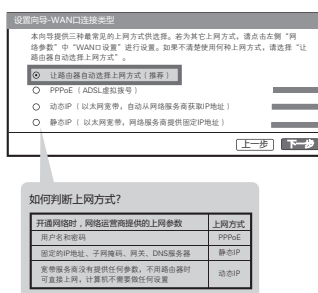 设置向导-WAN口连接类型
本向导提供三种最常见的上网方式供选择。若为其它上网方式，请点击左侧“网
络参数”中“WAN口设置”进行设置。如果不清楚使用何种上网方式，请选择“让
路由器自动选择上网方式”。
让路由器自动选择上网方式（推荐）
PPPoE（ADSL虚拟拨号）
动态IP（以太网宽带，自动从网络服务商获取IP地址）
静态IP（以太网宽带，网络服务商提供固定IP地址）
上一步 下一步
如何判断上网方式?
开通网络时，网络运营商提供的上网参数 上网方式
用户名和密码 PPPoE
固定的IP地址、子网掩码、网关、DNS服务器 静态IP
宽带服务商没有提供任何参数，不用路由器时
可直接上网，计算机不需要做任何设置 动态IP